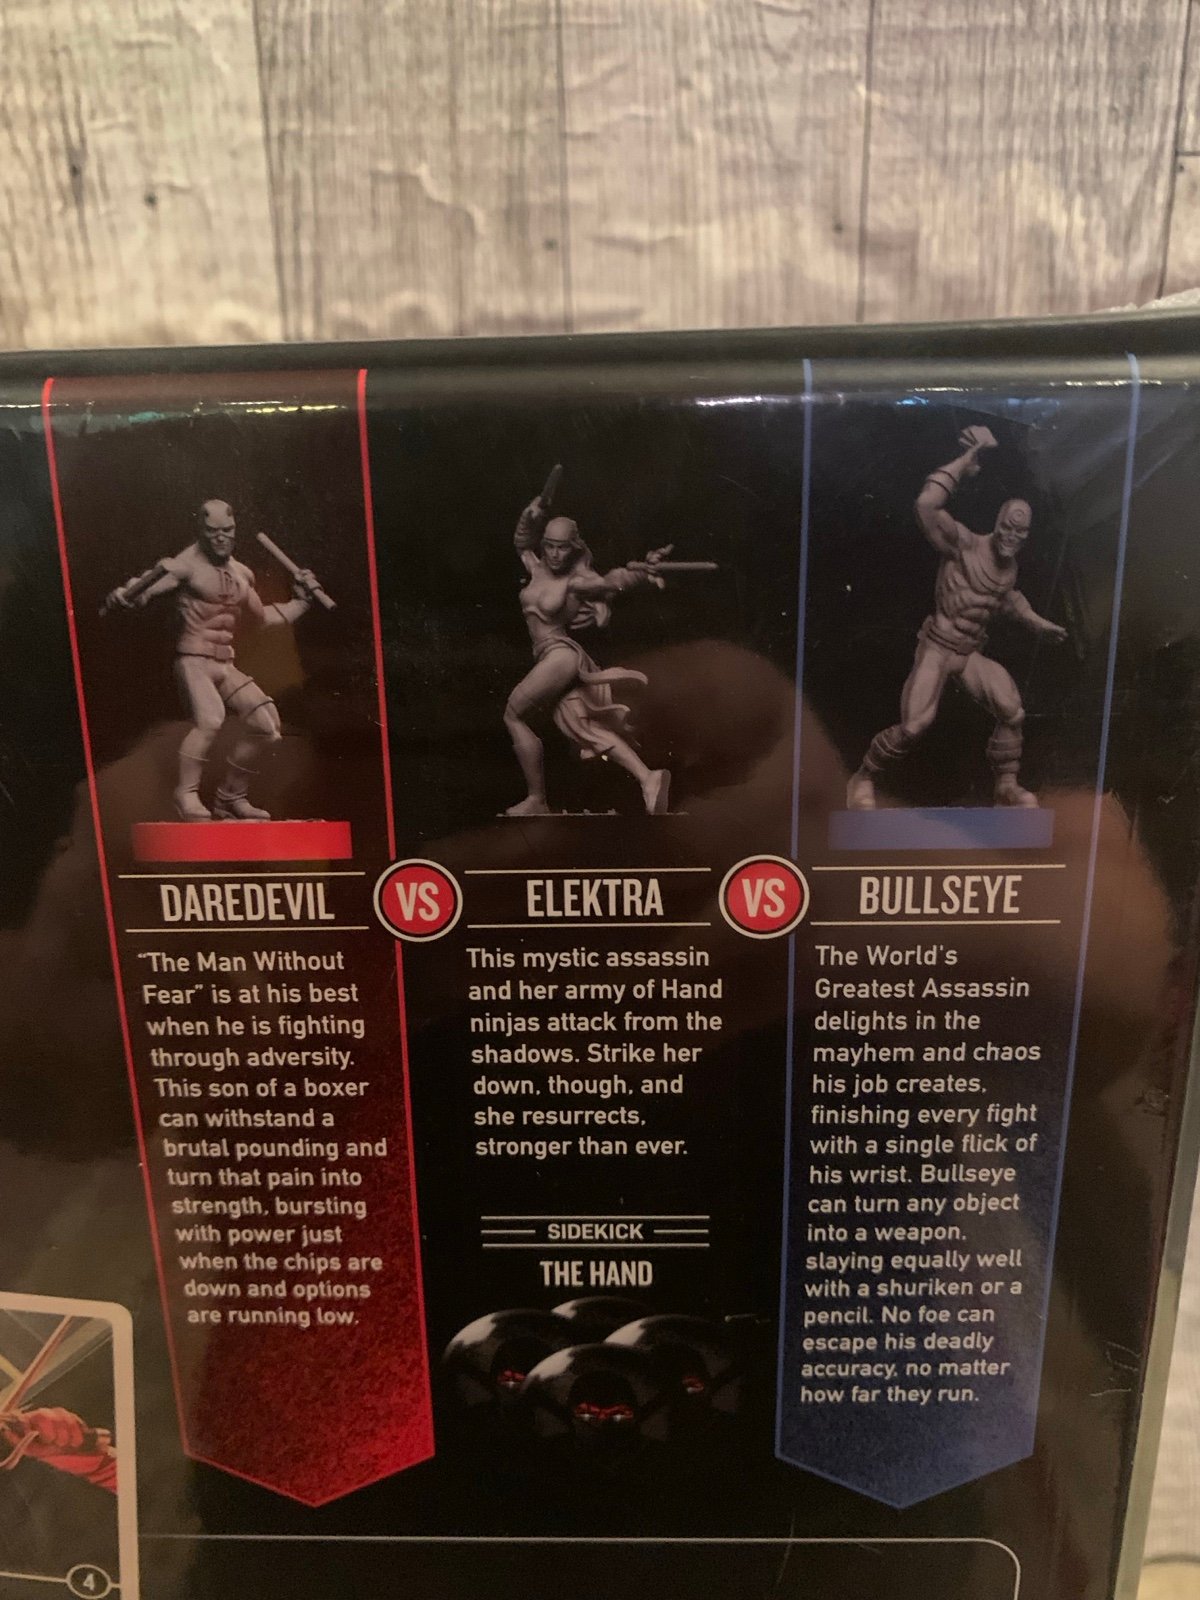 DAREDEVIL
"The Man Without
Fear" is at his best
when he is fighting
through adversity.
This son of a boxer
can withstand a
brutal pounding and
turn that pain into
strength, bursting
with power just
when the chips are
down and options
are running low.
VS
ELEKTRA
This mystic assassin
and her army of Hand
ninjas attack from the
shadows. Strike her
down, though, and
she resurrects,
stronger than ever.
SIDEKICK
THE HAND
VS
BULLSEYE
The World's
Greatest Assassin
delights in the
mayhem and chaos
his job creates,
finishing every fight
with a single flick of
his wrist. Bullseye
can turn any object
into a weapon,
slaying equally well
with a shuriken or a
pencil. No foe can
escape his deadly
accuracy, no matter
how far they run.
4